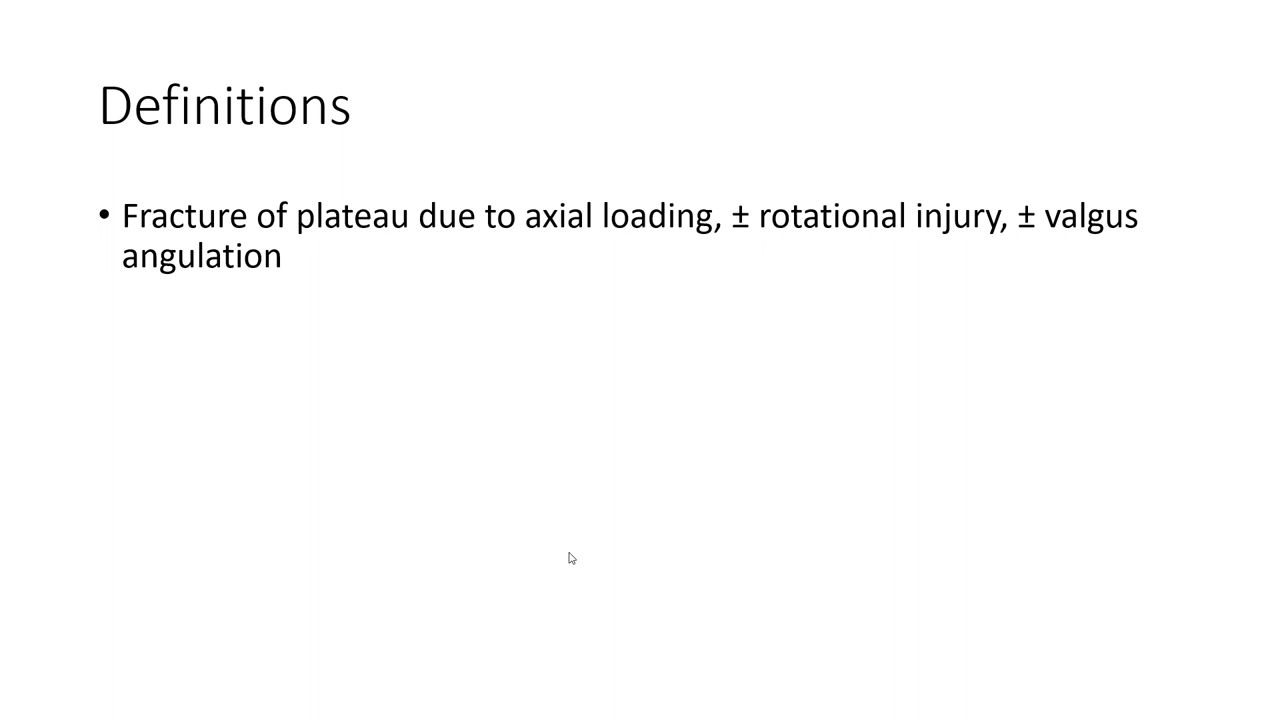 Definitions
• Fracture of plateau due to axial loading, ± rotational injury, ± valgus
angulation